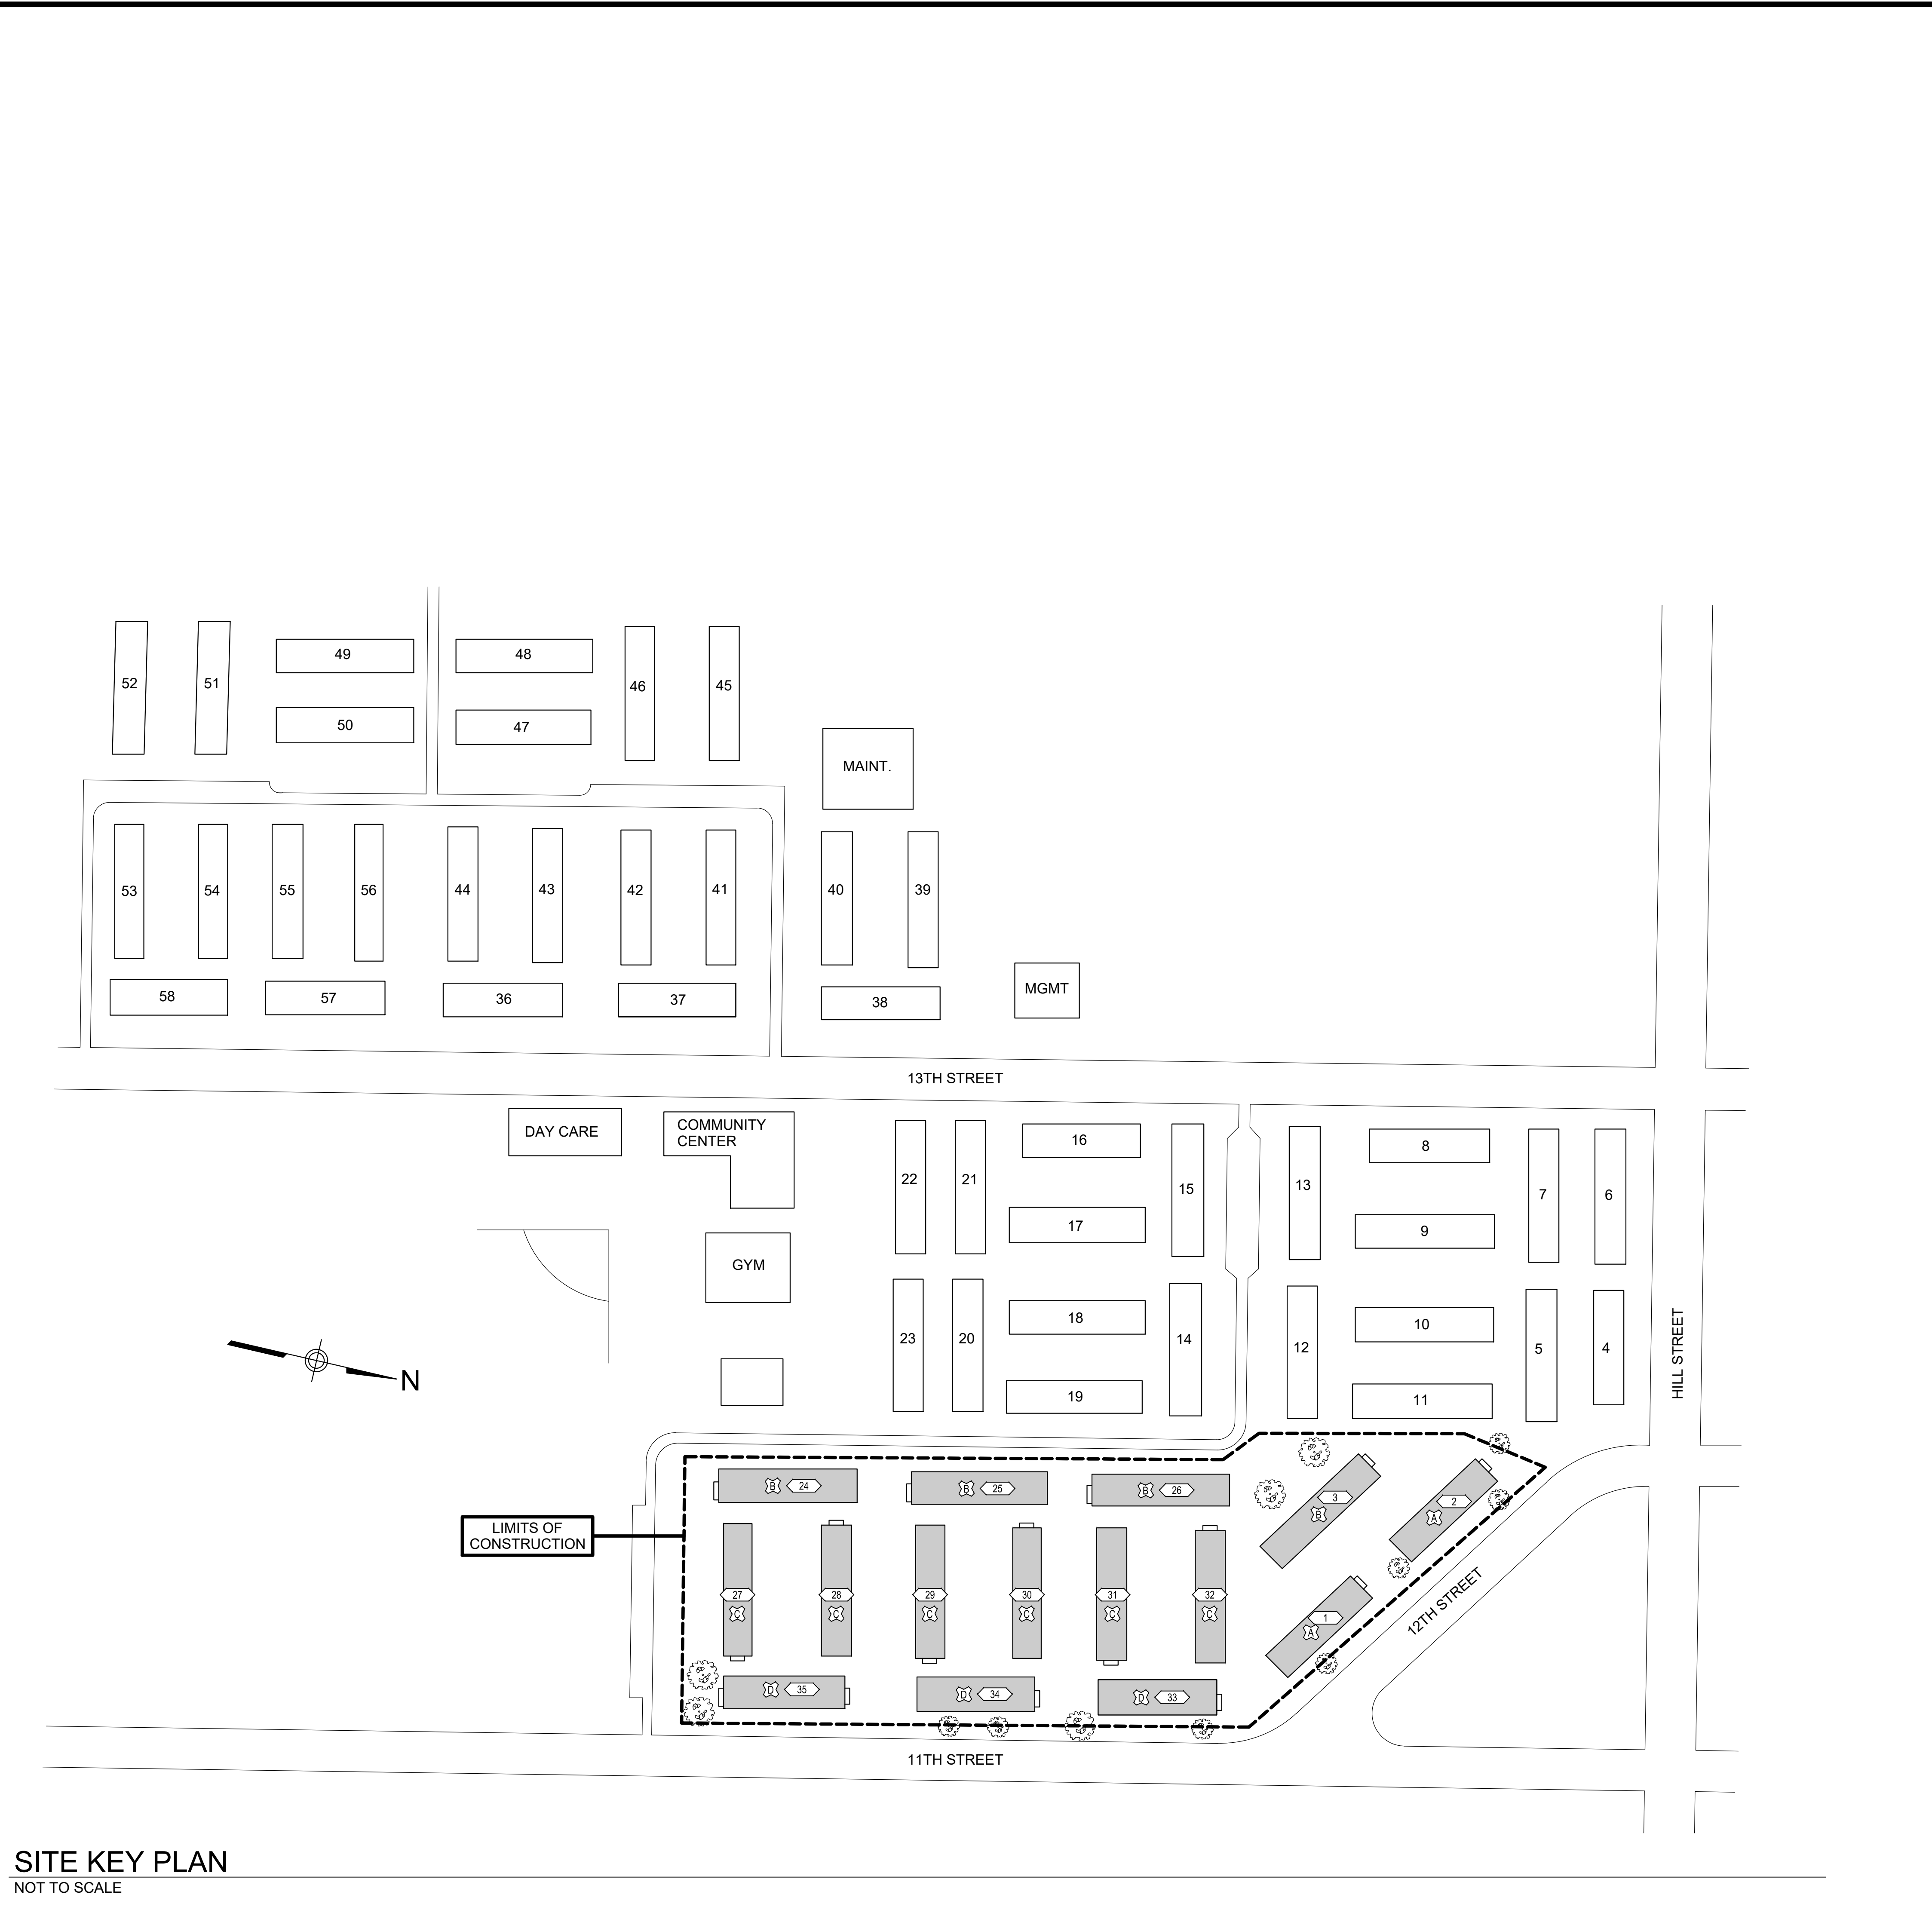 49
48
52
51
46
45
50
47
MAINT.
53
54
55
56
44
43
42
41
40
39
58
57
36
37
38
MGMT
13TH STREET
DAY CARE
COMMUNITY
CENTER
16
8
22
21
15
13
7
6
17
9
GYM
18
10
23
20
14
12
5
4
HILL STREET
N
19
11
B 24
B 25
B 26
3
B
2
A
LIMITS OF
CONSTRUCTION
27
C
28
C
29
C
30
C
31
C
32
C
1
A
12TH STREET
D 35
D 34
D 33
11TH STREET
SITE KEY PLAN
NOT TO SCALE